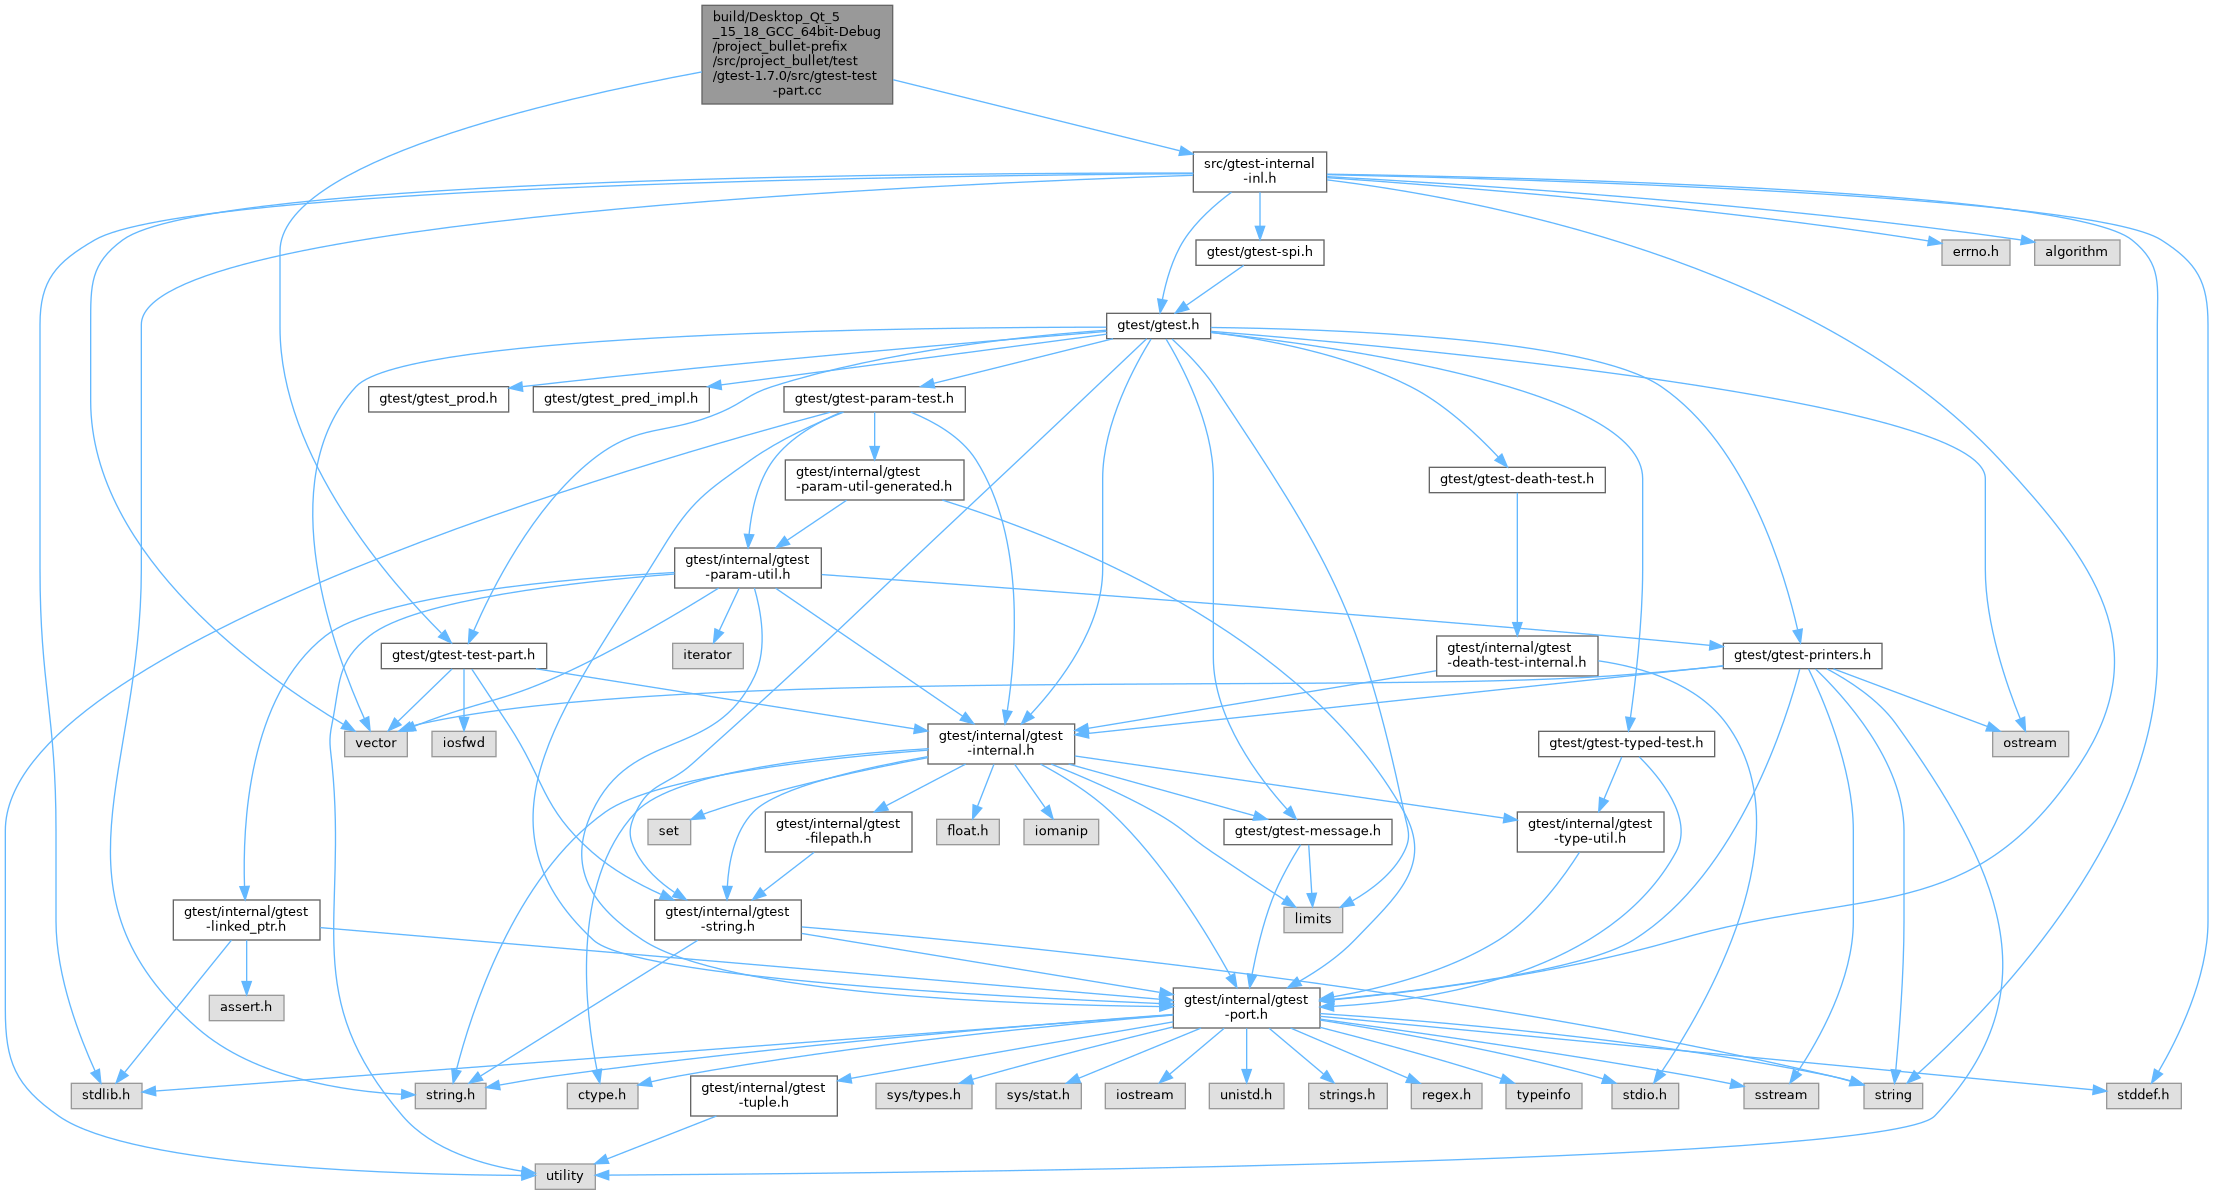 build/Desktop_Qt_5
_15_18_GCC_64bit-Debug
/project_bullet-prefix
/src/project_bullet/test
/gtest-1.7.0/src/gtest-test
-part.cc
src/gtest-internal
-inl.h
gtest/gtest-spi.h
errno.h
algorithm
gtest/gtest.h
gtest/gtest_prod.h
gtest/gtest_pred_impl.h
gtest/gtest-param-test.h
gtest/internal/gtest
-param-util-generated.h
gtest/gtest-death-test.h
gtest/internal/gtest
-param-util.h
gtest/gtest-test-part.h
iterator
gtest/internal/gtest
-death-test-internal.h
gtest/gtest-printers.h
vector
iosfwd
gtest/internal/gtest
-internal.h
gtest/gtest-typed-test.h
ostream
set
gtest/internal/gtest
-filepath.h
float.h
iomanip
gtest/gtest-message.h
gtest/internal/gtest
-type-util.h
gtest/internal/gtest
-linked_ptr.h
gtest/internal/gtest
-string.h
limits
assert.h
gtest/internal/gtest
-port.h
stdlib.h
string.h
ctype.h
gtest/internal/gtest
-tuple.h
sys/types.h
sys/stat.h
iostream
unistd.h
strings.h
regex.h
typeinfo
stdio.h
sstream
string
stddef.h
utility